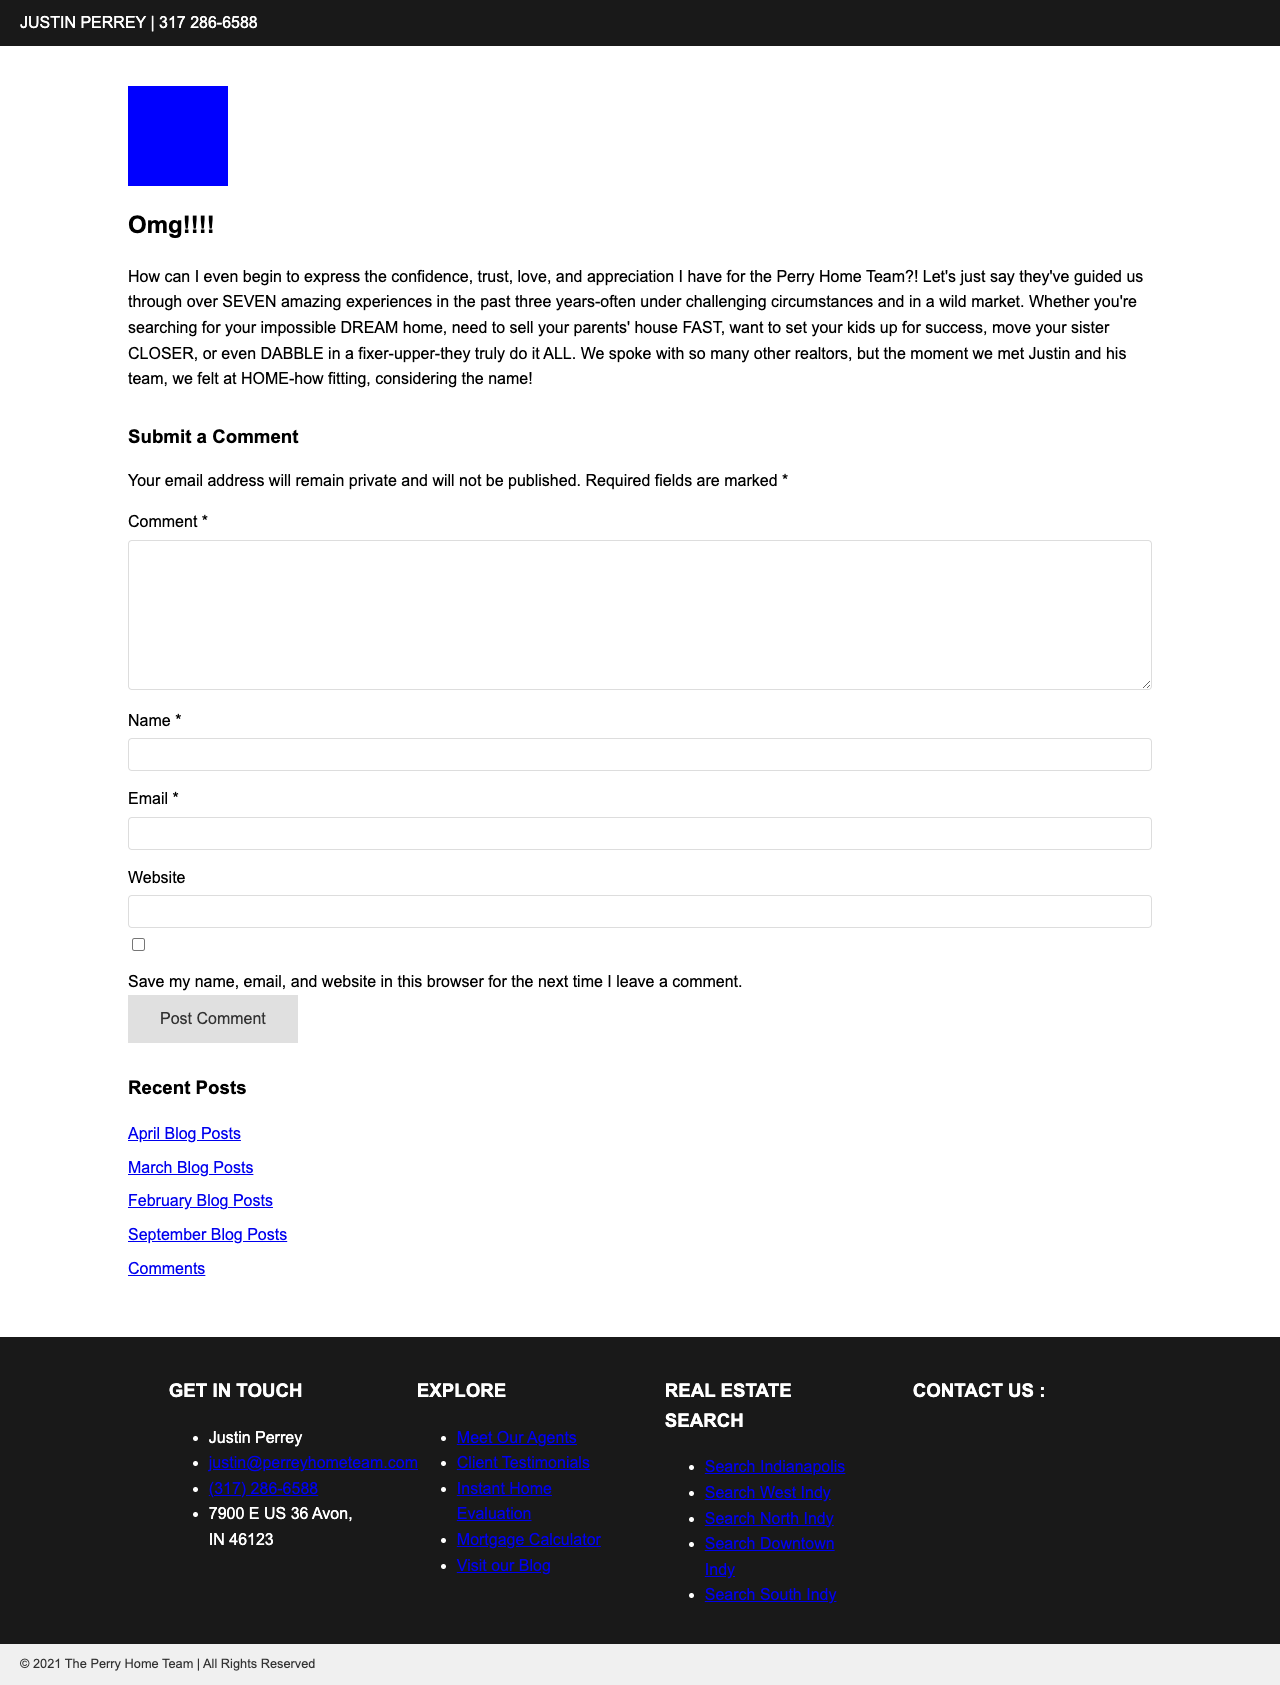 JUSTIN PERREY | 317 286-6588
Omg!!!!
How can I even begin to express the confidence, trust, love, and appreciation I have for the Perry Home Team?! Let's just say they've guided us
through over SEVEN amazing experiences in the past three years-often under challenging circumstances and in a wild market. Whether you're
searching for your impossible DREAM home, need to sell your parents' house FAST, want to set your kids up for success, move your sister
CLOSER, or even DABBLE in a fixer-upper-they truly do it ALL. We spoke with so many other realtors, but the moment we met Justin and his
team, we felt at HOME-how fitting, considering the name!
Submit a Comment
Your email address will remain private and will not be published. Required fields are marked *
Comment *
Name *
Email *
Website
Save my name, email, and website in this browser for the next time I leave a comment.
Post Comment
Recent Posts
April Blog Posts
March Blog Posts
February Blog Posts
September Blog Posts
Comments
GET IN TOUCH
• Justin Perrey
• justin@perreyhometeam.com
• (317) 286-6588
• 7900 E US 36 Avon,
IN 46123
EXPLORE
• Meet Our Agents
• Client Testimonials
• Instant Home
Evaluation
• Mortgage Calculator
• Visit our Blog
REAL ESTATE
SEARCH
• Search Indianapolis
• Search West Indy
• Search North Indy
• Search Downtown
Indy
• Search South Indy
CONTACT US :
© 2021 The Perry Home Team | All Rights Reserved